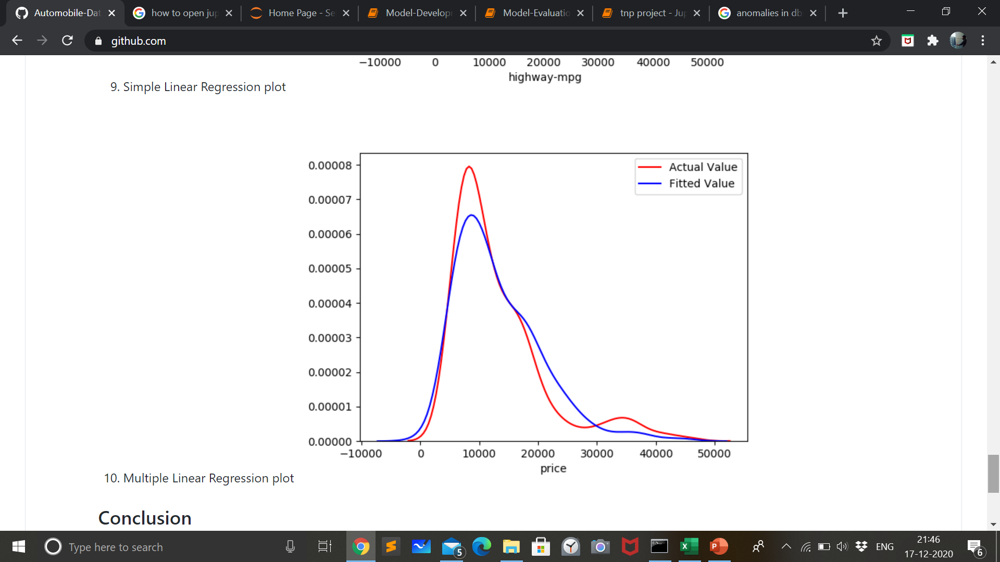 Automobile-Dat
how to open jup
Home Page - Se
Model-Develop
Model-Evaluatio
tnp project - Ju
anomalies in db
github.com
−10000 0 10000 20000 30000 40000 50000
highway-mpg
9. Simple Linear Regression plot
Actual Value
Fitted Value
0.00008
0.00007
0.00006
0.00005
0.00004
0.00003
0.00002
0.00001
0.00000
−10000 0 10000 20000 30000 40000 50000
price
10. Multiple Linear Regression plot
Conclusion
Type here to search
5
ENG
21:46
17-12-2020
6